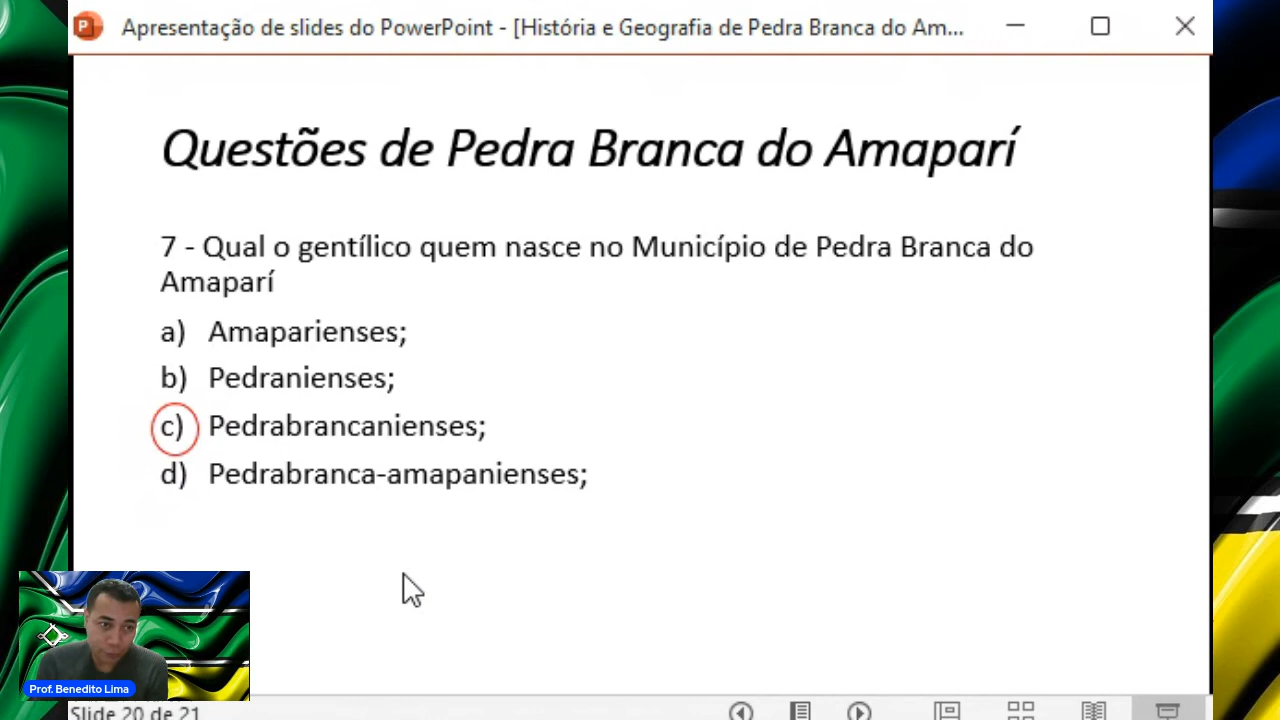 Apresentação de slides do PowerPoint - [História e Geografia de Pedra Branca do Am...
Questões de Pedra Branca do Amaparí
7 - Qual o gentílico quem nasce no Município de Pedra Branca do
Amaparí
a) Amaparienses;
b) Pedranienses;
c) Pedrabrancanienses;
d) Pedrabranca-amapanienses;
Prof. Benedito Lima
Slide 20 de 21